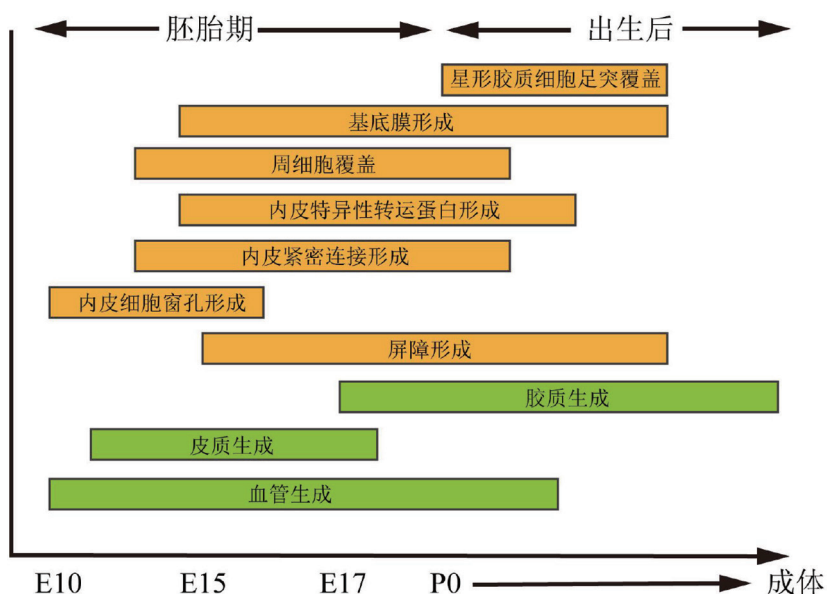 胚胎期
出生后
星形胶质细胞足突覆盖
基底膜形成
周细胞覆盖
内皮特异性转运蛋白形成
内皮紧密连接形成
内皮细胞窗孔形成
屏障形成
胶质生成
皮质生成
血管生成
E10 E15 E17 P0 成体